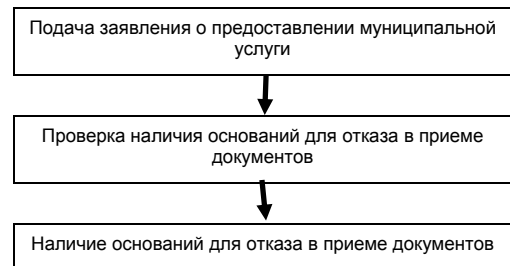 Подача заявления о предоставлении муниципальной
услуги
Проверка наличия оснований для отказа в приеме
документов
Наличие оснований для отказа в приеме документов